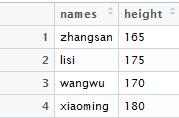 names height
1 zhangsan 165
2 lisi 175
3 wangwu 170
4 xiaoming 180